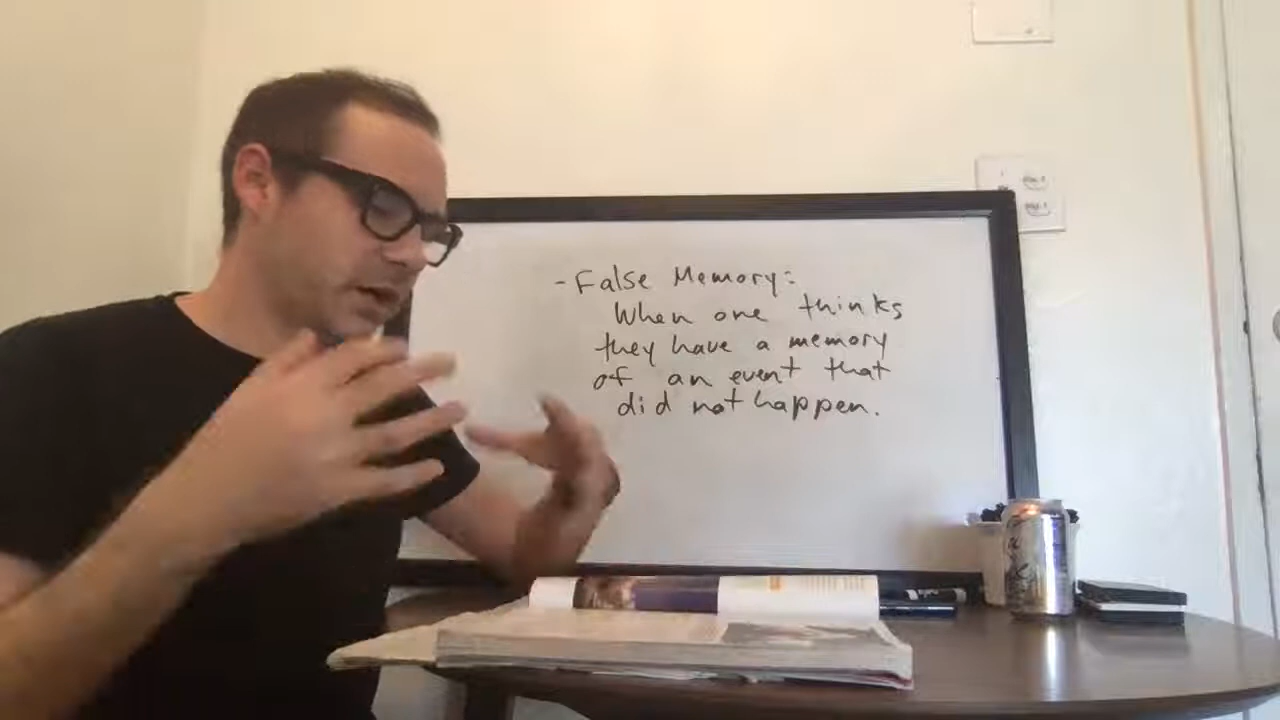 - False Memory:
When one thinks
they have a memory
of an event that
did not happen.